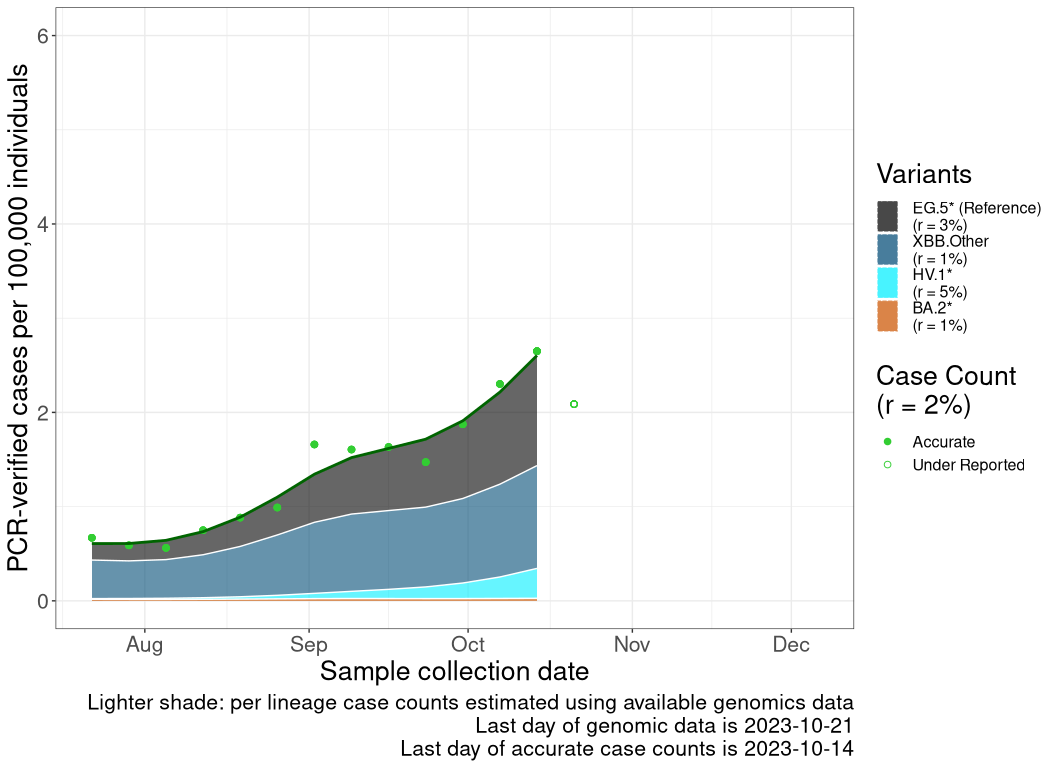 PCR-verified cases per 100,000 individuals
6
4
2
0
Aug
Sep
Oct
Nov
Dec
Sample collection date
Variants
EG.5* (Reference)
(r = 3%)
XBB.Other
(r = 1%)
HV.1*
(r = 5%)
BA.2*
(r = 1%)
Case Count
(r = 2%)
Accurate
Under Reported
Lighter shade: per lineage case counts estimated using available genomics data
Last day of genomic data is 2023-10-21
Last day of accurate case counts is 2023-10-14